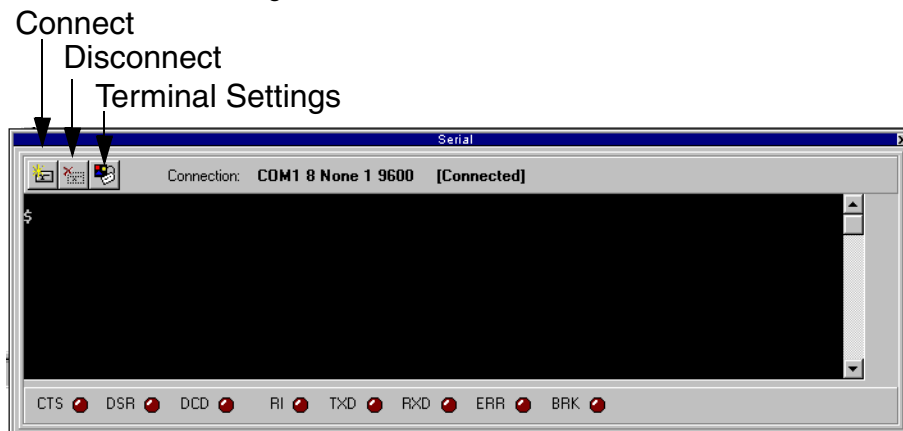 Connect
Disconnect
Terminal Settings
Serial
Connection: COM1 8 None 1 9600 [Connected]
$
CTS DSR DCD RI TXD RXD ERR BRK